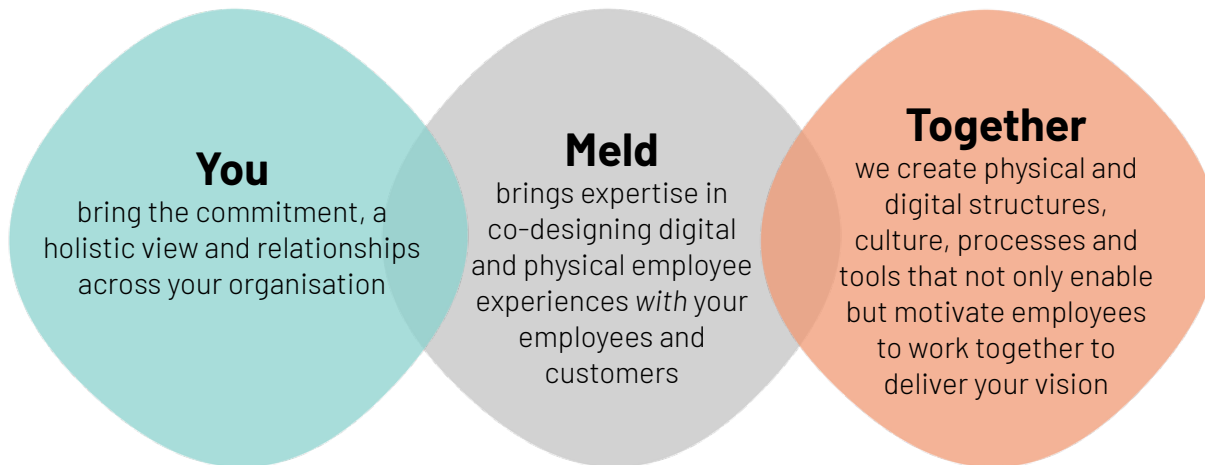 You
bring the commitment, a
holistic view and relationships
across your organisation
Meld
brings expertise in
co-designing digital
and physical employee
experiences with your
employees and
customers
Together
we create physical and
digital structures,
culture, processes and
tools that not only enable
but motivate employees
to work together to
deliver your vision